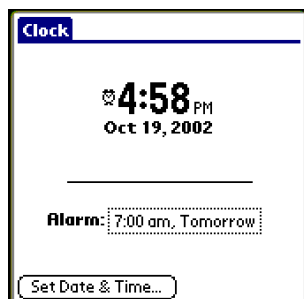 Clock
4:58 PM
Oct 19, 2002
Alarm: 7:00 am, Tomorrow
Set Date & Time...